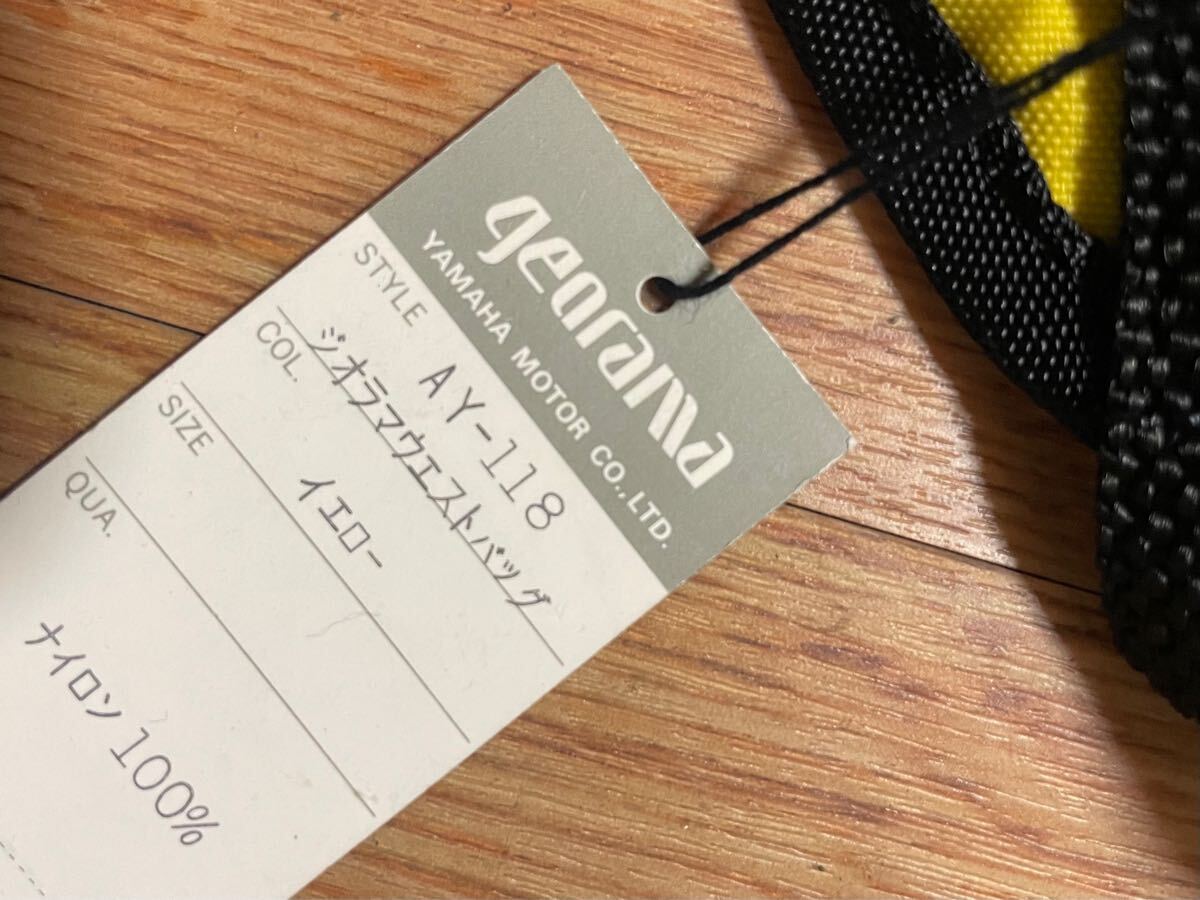 georama
YAMAHA MOTOR CO., LTD.
STYLE AY-118
ジオラマウエストバッグ
COL. イエロー
SIZE
QUA. ナイロン100%